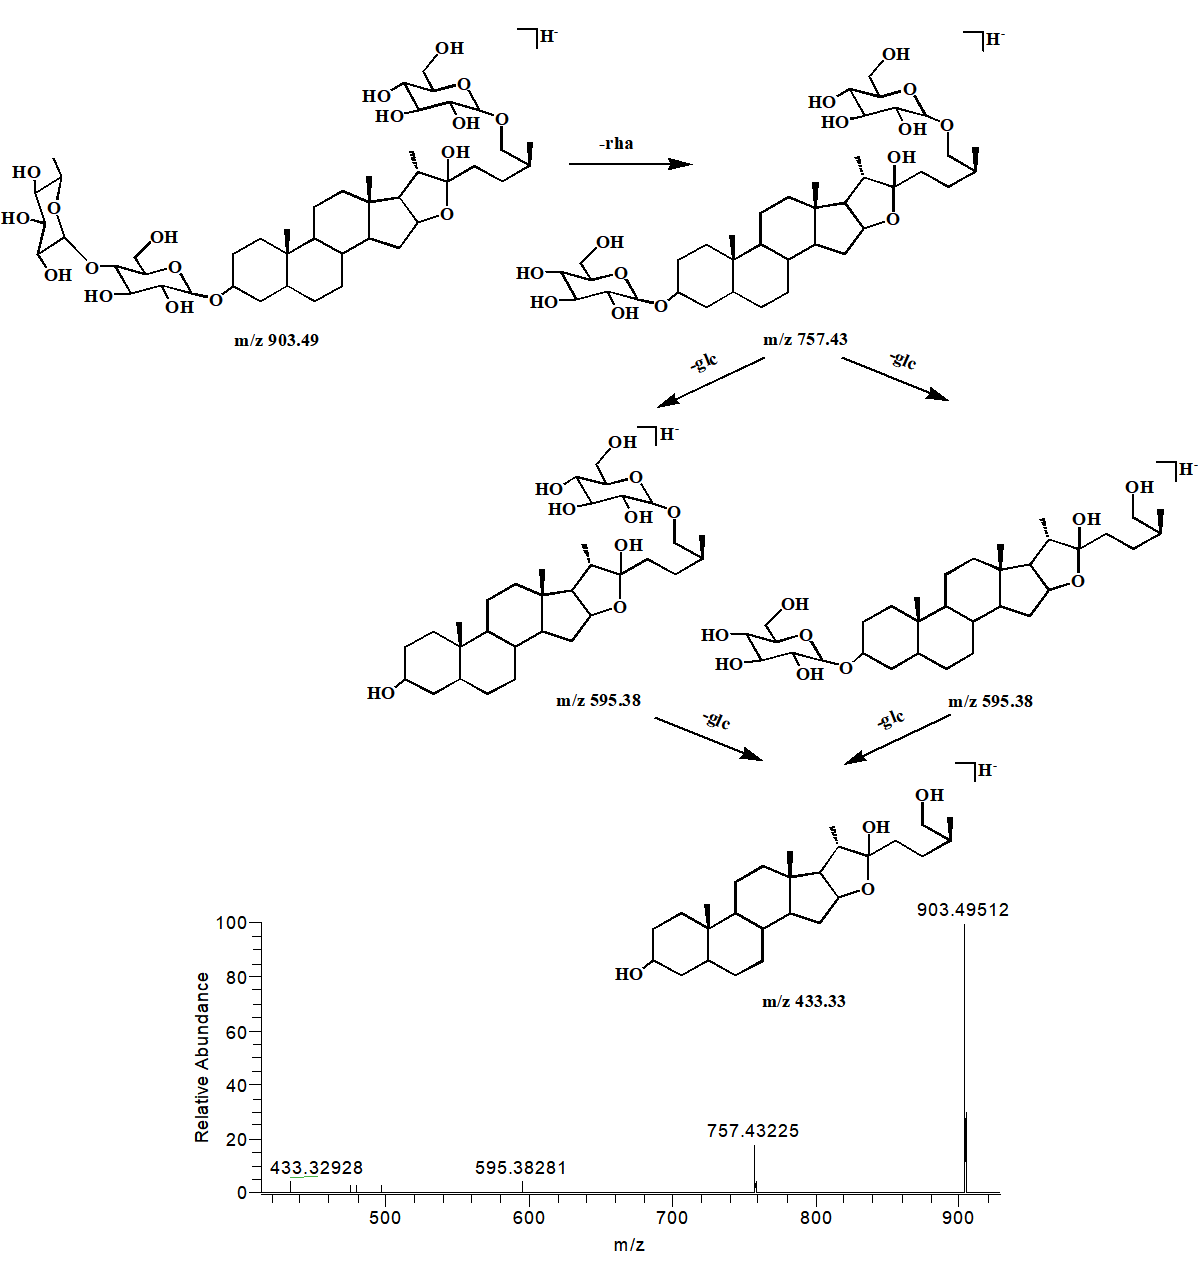 OH
O
HO
HO
OH
O
H-
OH
O
HO
HO
O
OH
O
OH
O
HO
OH
O
HO
OH
m/z 903.49
-rha
OH
O
HO
HO
OH
O
H-
OH
O
OH
O
HO
HO
OH
O
m/z 757.43
-glc
-glc
OH
H-
O
HO
HO
OH
O
OH
O
HO
m/z 595.38
H-
OH
OH
O
OH
O
HO
HO
OH
O
m/z 595.38
-glc
-glc
H-
OH
OH
O
HO
m/z 433.33
903.49512
757.43225
595.38281
433.32928
100
80
60
40
20
0
Relative Abundance
500
600
700
800
900
m/z